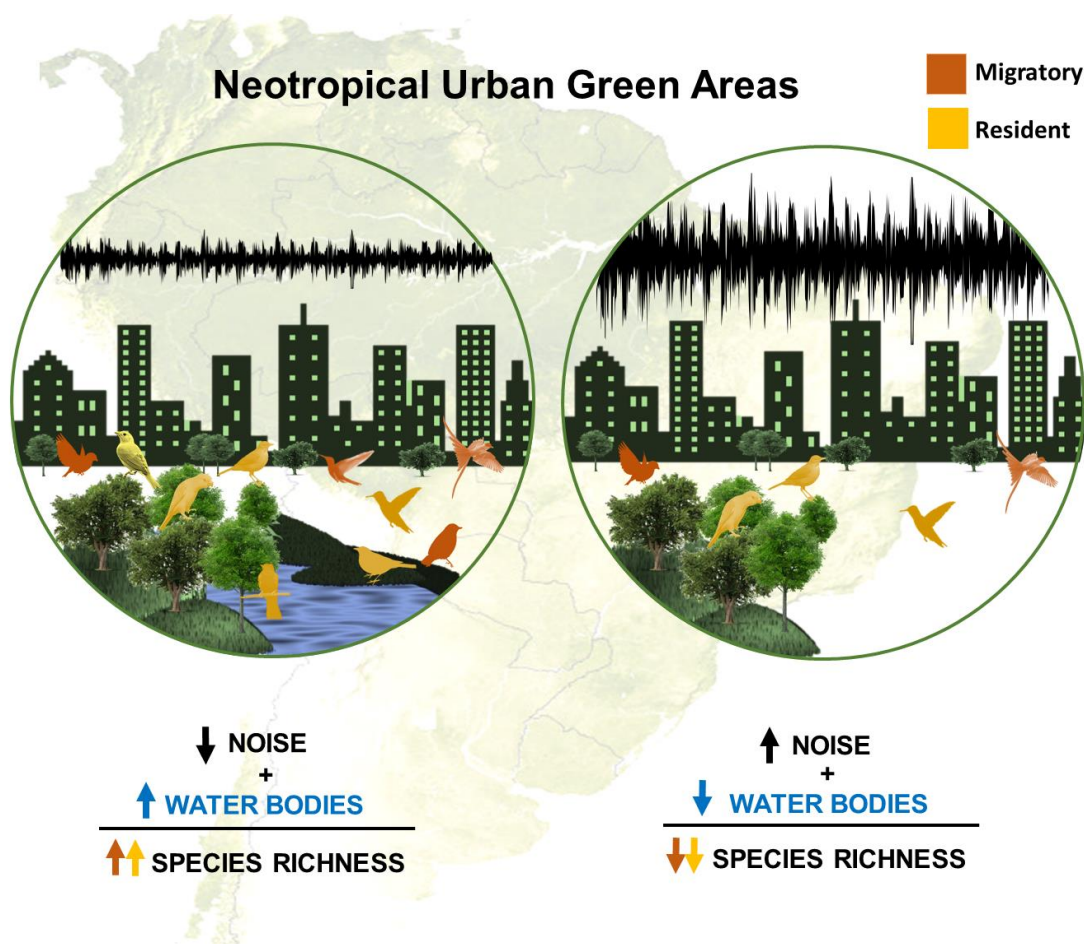 Neotropical Urban Green Areas
Migratory
Resident
↓ NOISE
+
↑ WATER BODIES
↑↑ SPECIES RICHNESS
↑ NOISE
+
↓ WATER BODIES
↓↓ SPECIES RICHNESS